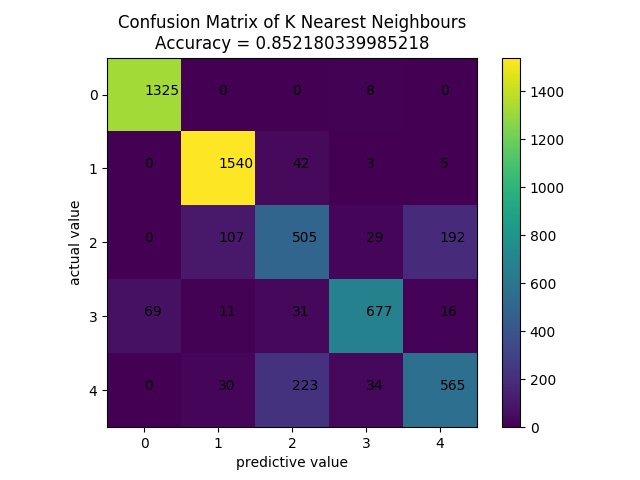 Confusion Matrix of K Nearest Neighbours
Accuracy = 0.852180339985218
0 1325 0 0 8 0
1 0 1540 42 3 5
2 0 107 505 29 192
3 69 11 31 677 16
4 0 30 223 34 565
0 1 2 3 4
predictive value
actual value
1400
1200
1000
800
600
400
200
0